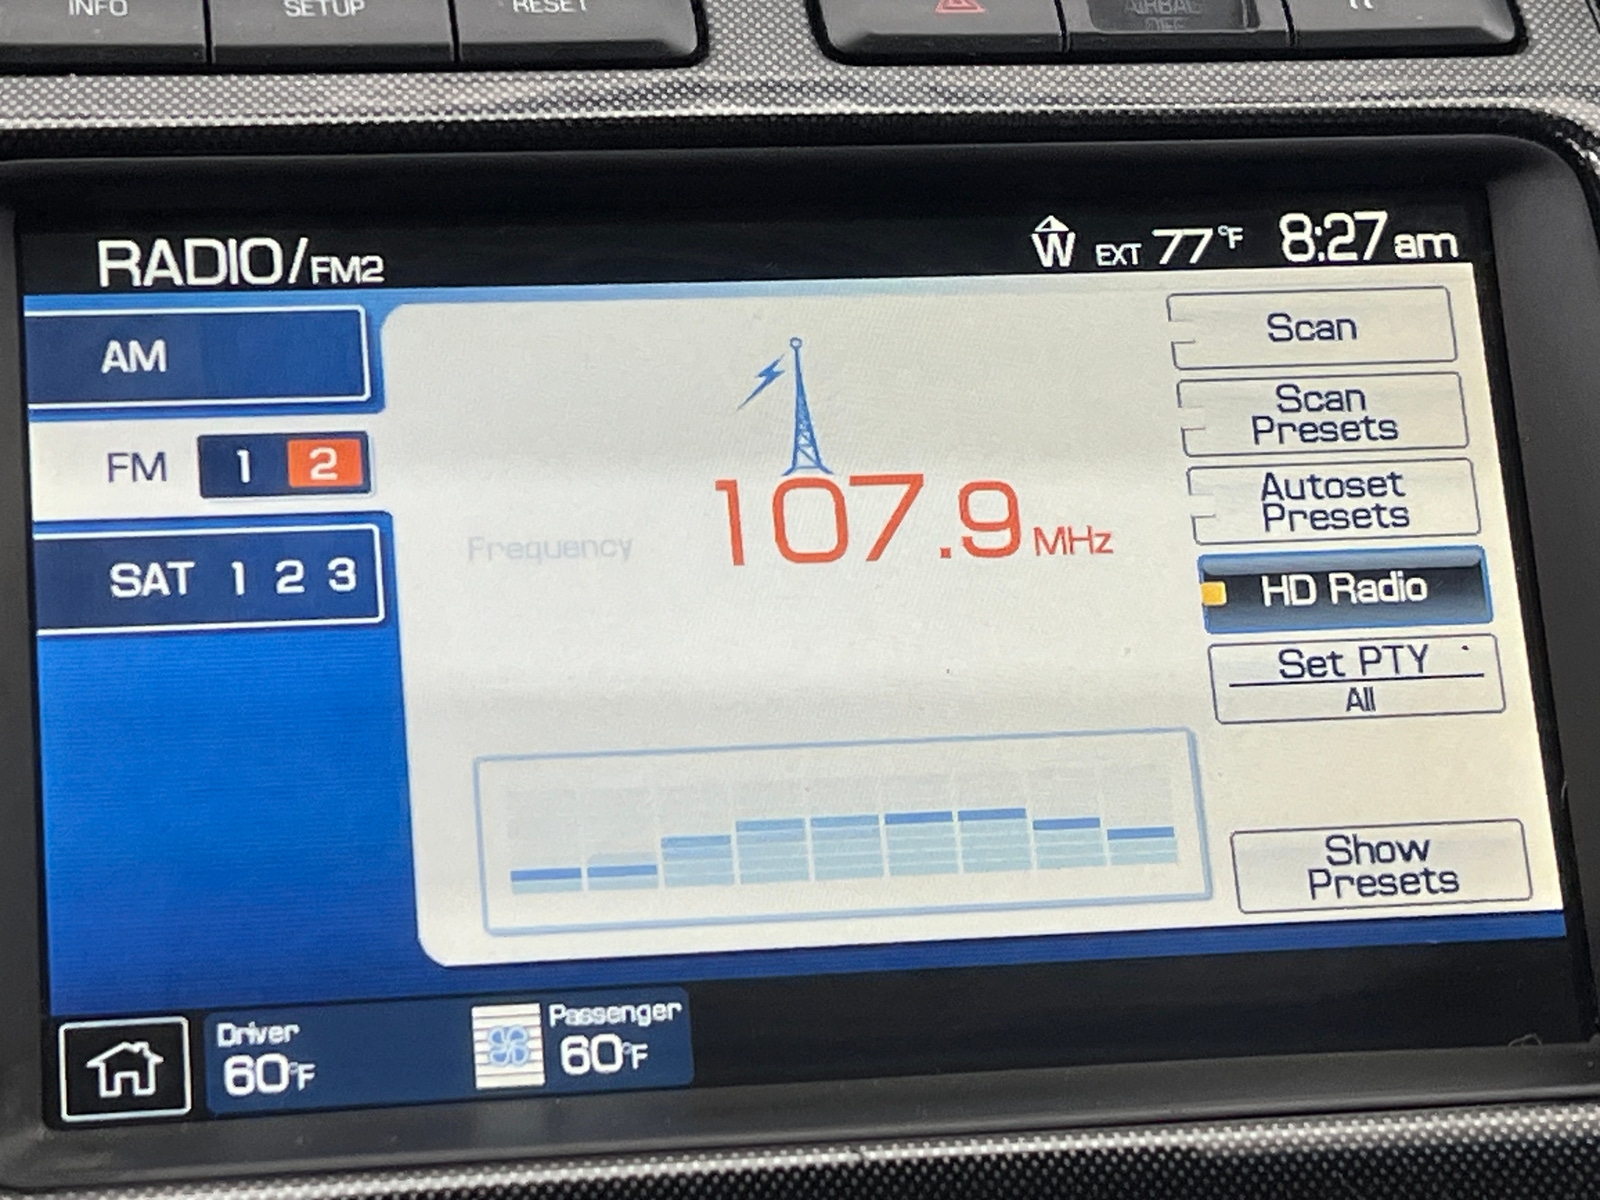 INFO SETUP RESET
AIRBAG
OFF
RADIO/FM2
W EXT 77°F 8:27 am
AM
FM 1 2
SAT 1 2 3
Frequency 107.9 MHz
Scan
Scan
Presets
Autoset
Presets
HD Radio
Set PTY
All
Show
Presets
Driver
60°F
Passenger
60°F